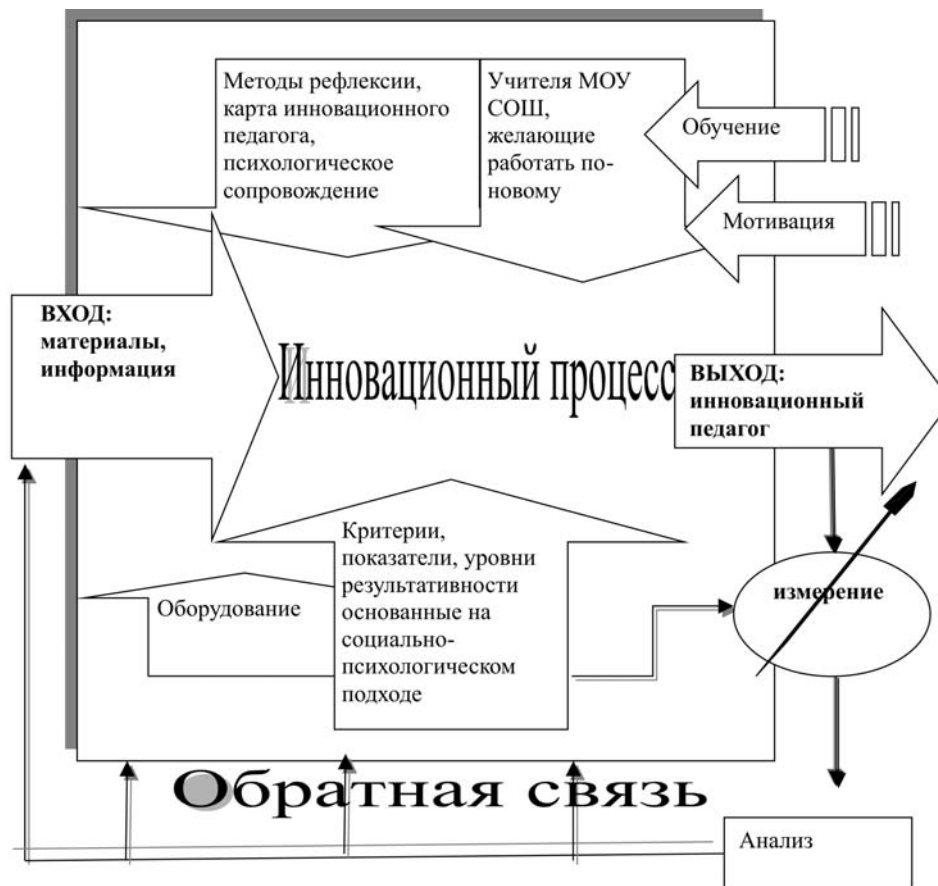 Методы рефлексии,
карта инновационного
педагога,
психологическое
сопровождение
Учителя МОУ
СОШ,
желающие
работать по-
новому
Обучение
Мотивация
ВХОД:
материалы,
информация
Инновационный процесс
ВЫХОД:
инновационный
педагог
Оборудование
Критерии,
показатели, уровни
результативности
основанные на
социально-
психологическом
подходе
измерение
Обратная связь
Анализ